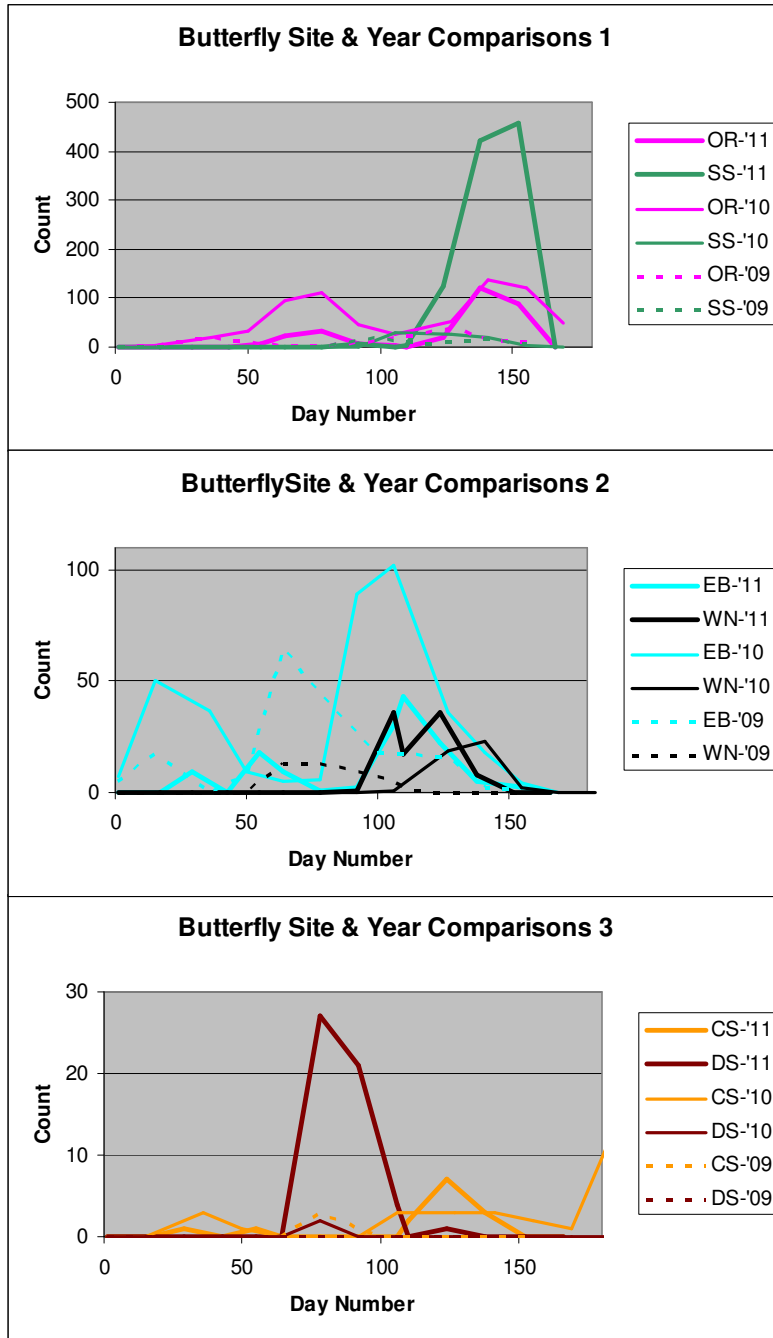 Butterfly Site & Year Comparisons 1
500
400
300
200
100
0
0 50 100 150
Count
Day Number
OR-'11
SS-'11
OR-'10
SS-'10
OR-'09
SS-'09
ButterflySite & Year Comparisons 2
100
50
0
0 50 100 150
Count
Day Number
EB-'11
WN-'11
EB-'10
WN-'10
EB-'09
WN-'09
Butterfly Site & Year Comparisons 3
30
20
10
0
0 50 100 150
Count
Day Number
CS-'11
DS-'11
CS-'10
DS-'10
CS-'09
DS-'09